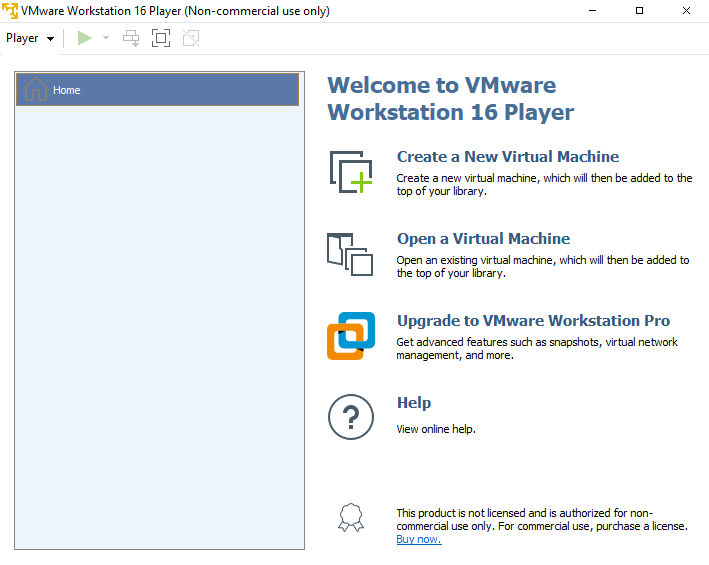 VMware Workstation 16 Player (Non-commercial use only)
Player
Home
Welcome to VMware
Workstation 16 Player
Create a New Virtual Machine
Create a new virtual machine, which will then be added to the
top of your library.
Open a Virtual Machine
Open an existing virtual machine, which will then be added to
the top of your library.
Upgrade to VMware Workstation Pro
Get advanced features such as snapshots, virtual network
management, and more.
?
Help
View online help.
This product is not licensed and is authorized for non-
commercial use only. For commercial use, purchase a license.
Buy now.